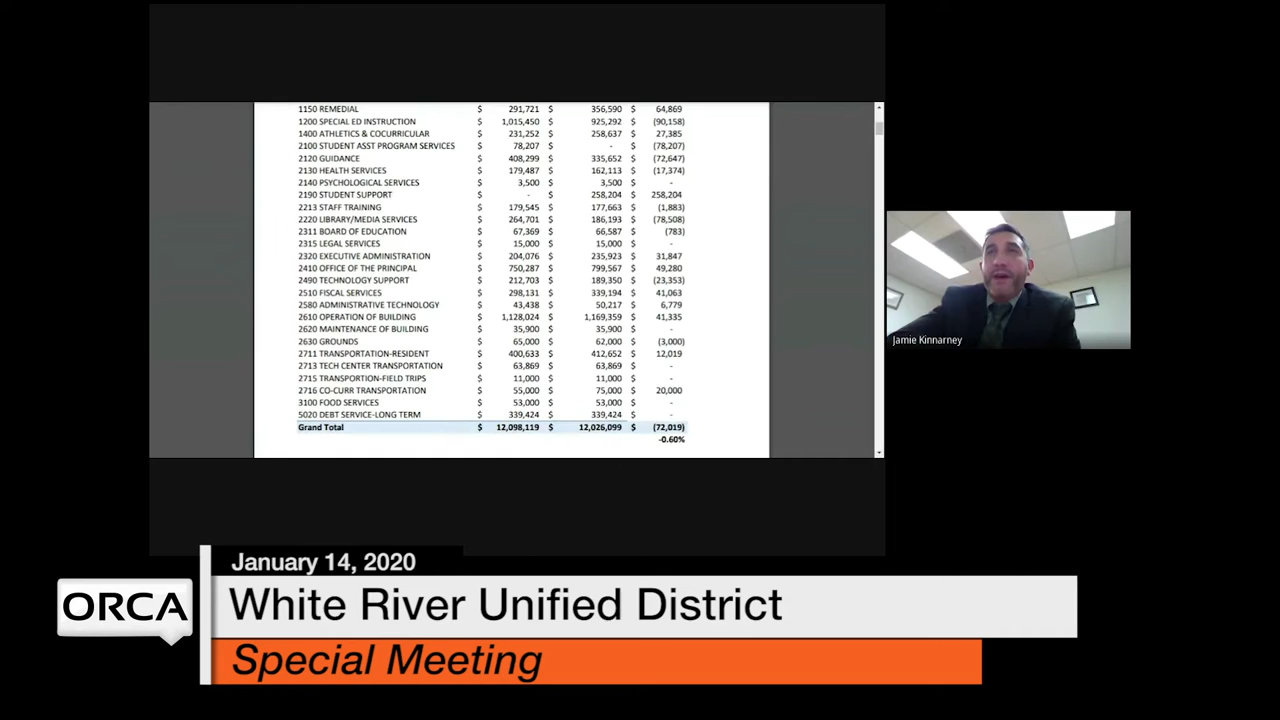 1150 REMEDIAL $ 291,721 $ 356,590 $ 64,869
1200 SPECIAL ED INSTRUCTION $ 1,015,450 $ 925,292 $ (90,158)
1400 ATHLETICS & COCURRICULAR $ 231,252 $ 258,637 $ 27,385
2100 STUDENT ASST PROGRAM SERVICES $ 78,207 $ - $ (78,207)
2120 GUIDANCE $ 408,299 $ 335,652 $ (72,647)
2130 HEALTH SERVICES $ 179,487 $ 162,113 $ (17,374)
2140 PSYCHOLOGICAL SERVICES $ 3,500 $ 3,500 $ -
2190 STUDENT SUPPORT $ - $ 258,204 $ 258,204
2213 STAFF TRAINING $ 179,545 $ 177,663 $ (1,883)
2220 LIBRARY/MEDIA SERVICES $ 264,701 $ 186,193 $ (78,508)
2311 BOARD OF EDUCATION $ 67,369 $ 66,587 $ (783)
2315 LEGAL SERVICES $ 15,000 $ 15,000 $ -
2320 EXECUTIVE ADMINISTRATION $ 204,076 $ 235,923 $ 31,847
2410 OFFICE OF THE PRINCIPAL $ 750,287 $ 799,567 $ 49,280
2490 TECHNOLOGY SUPPORT $ 212,703 $ 189,350 $ (23,353)
2510 FISCAL SERVICES $ 298,131 $ 339,194 $ 41,063
2580 ADMINISTRATIVE TECHNOLOGY $ 43,438 $ 50,217 $ 6,779
2610 OPERATION OF BUILDING $ 1,128,024 $ 1,169,359 $ 41,335
2620 MAINTENANCE OF BUILDING $ 35,900 $ 35,900 $ -
2630 GROUNDS $ 65,000 $ 62,000 $ (3,000)
2711 TRANSPORTATION-RESIDENT $ 400,633 $ 412,652 $ 12,019
2713 TECH CENTER TRANSPORTATION $ 63,869 $ 63,869 $ -
2715 TRANSPORTION-FIELD TRIPS $ 11,000 $ 11,000 $ -
2716 CO-CURR TRANSPORTATION $ 55,000 $ 75,000 $ 20,000
3100 FOOD SERVICES $ 53,000 $ 53,000 $ -
5020 DEBT SERVICE-LONG TERM $ 339,424 $ 339,424 $ -
Grand Total $ 12,098,119 $ 12,026,099 $ (72,019)
-0.60%
Jamie Kinnarney
January 14, 2020
ORCA
White River Unified District
Special Meeting